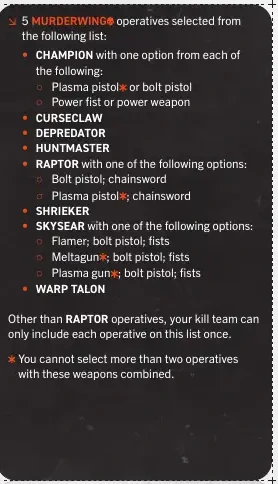 ↘ 5 MURDERWING operatives selected from
the following list:
• CHAMPION with one option from each of
the following:
○ Plasma pistol* or bolt pistol
○ Power fist or power weapon
• CURSECLAW
• DEPREDATOR
• HUNTMASTER
• RAPTOR with one of the following options:
○ Bolt pistol; chainsword
○ Plasma pistol*; chainsword
• SHRIEKER
• SKYSEAR with one of the following options:
○ Flamer; bolt pistol; fists
○ Meltagun*; bolt pistol; fists
○ Plasma gun*; bolt pistol; fists
• WARP TALON
Other than RAPTOR operatives, your kill team can
only include each operative on this list once.
* You cannot select more than two operatives
with these weapons combined.